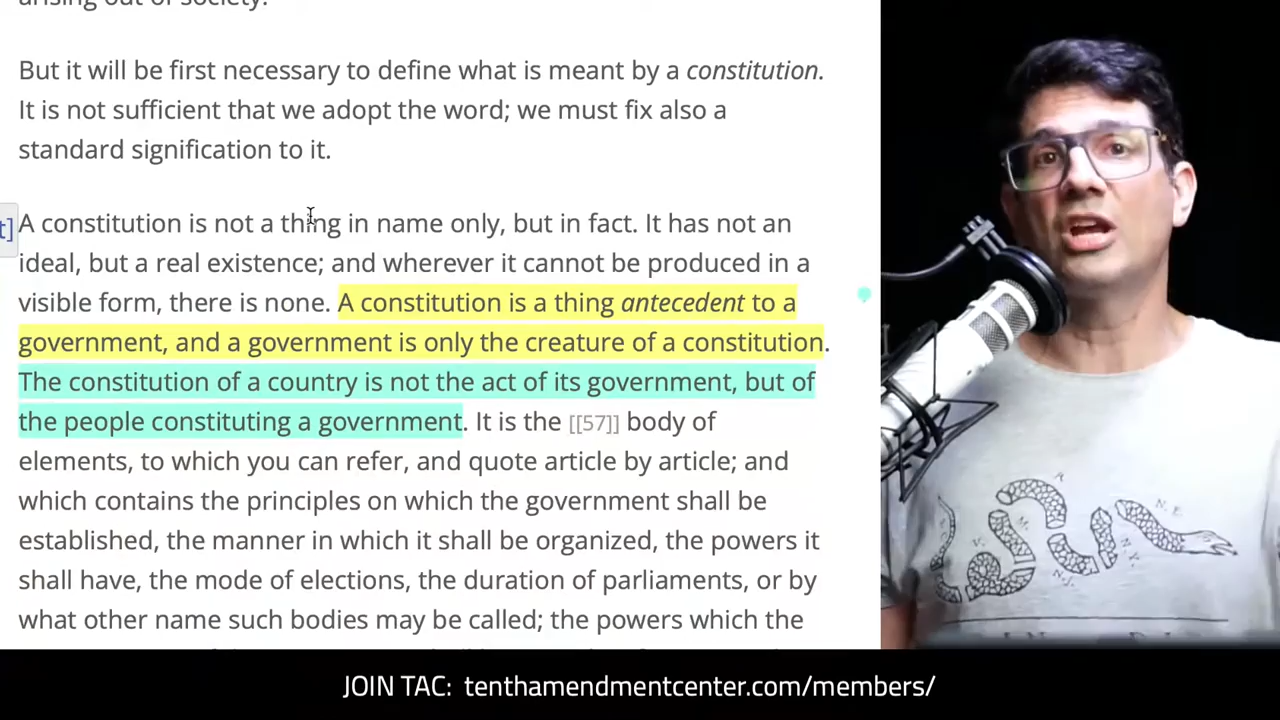 arising out of society.
But it will be first necessary to define what is meant by a constitution.
It is not sufficient that we adopt the word; we must fix also a
standard signification to it.
t]
A constitution is not a thing in name only, but in fact. It has not an
ideal, but a real existence; and wherever it cannot be produced in a
visible form, there is none. A constitution is a thing antecedent to a
government, and a government is only the creature of a constitution.
The constitution of a country is not the act of its government, but of
the people constituting a government. It is the [[57]] body of
elements, to which you can refer, and quote article by article; and
which contains the principles on which the government shall be
established, the manner in which it shall be organized, the powers it
shall have, the mode of elections, the duration of parliaments, or by
what other name such bodies may be called; the powers which the
R.
N.E.
M.
V.
N.Y.
N.J.
JOIN TAC: tenthamendmentcenter.com/members/